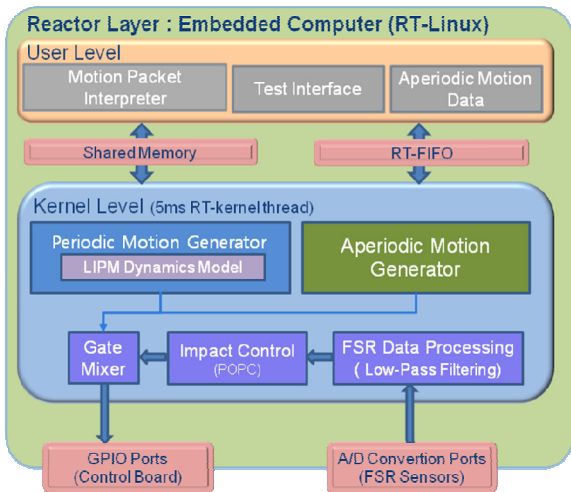 Reactor Layer : Embedded Computer (RT-Linux)
User Level
Motion Packet
Interpreter
Test Interface
Aperiodic Motion
Data
Shared Memory
RT-FIFO
Kernel Level (5ms RT-kernelthread)
Periodic Motion Generator
LIPM Dynamics Model
Aperiodic Motion
Generator
Gate
Mixer
Impact Control
(POPC)
FSR Data Processing
( Low-Pass Filtering)
GPIO Ports
(Control Board)
A/D Convertion Ports
(FSR Sensors)